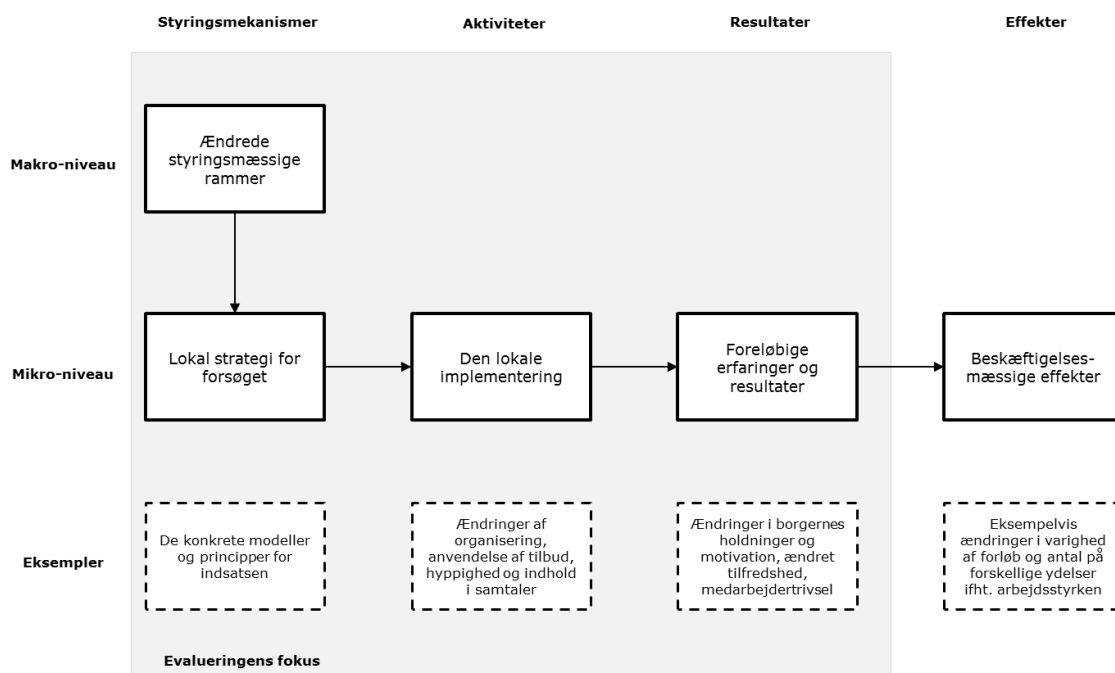 Styringsmekanismer
Aktiviteter
Resultater
Effekter
Makro-niveau
Ændrede
styringsmæssige
rammer
Mikro-niveau
Lokal strategi for
forsøget
Den lokale
implementering
Foreløbige
erfaringer og
resultater
Beskæftigelses-
mæssige effekter
Eksempler
De konkrete modeller
og principper for
indsatsen
Ændringer af
organisering,
anvendelse af tilbud,
hyppighed og indhold
i samtaler
Ændringer i borgernes
holdninger og
motivation, ændret
tilfredshed,
medarbejdertrivsel
Eksempelvis
ændringer i varighed
af forløb og antal på
forskellige ydelser
ifht. arbejdsstyrken
Evalueringens fokus